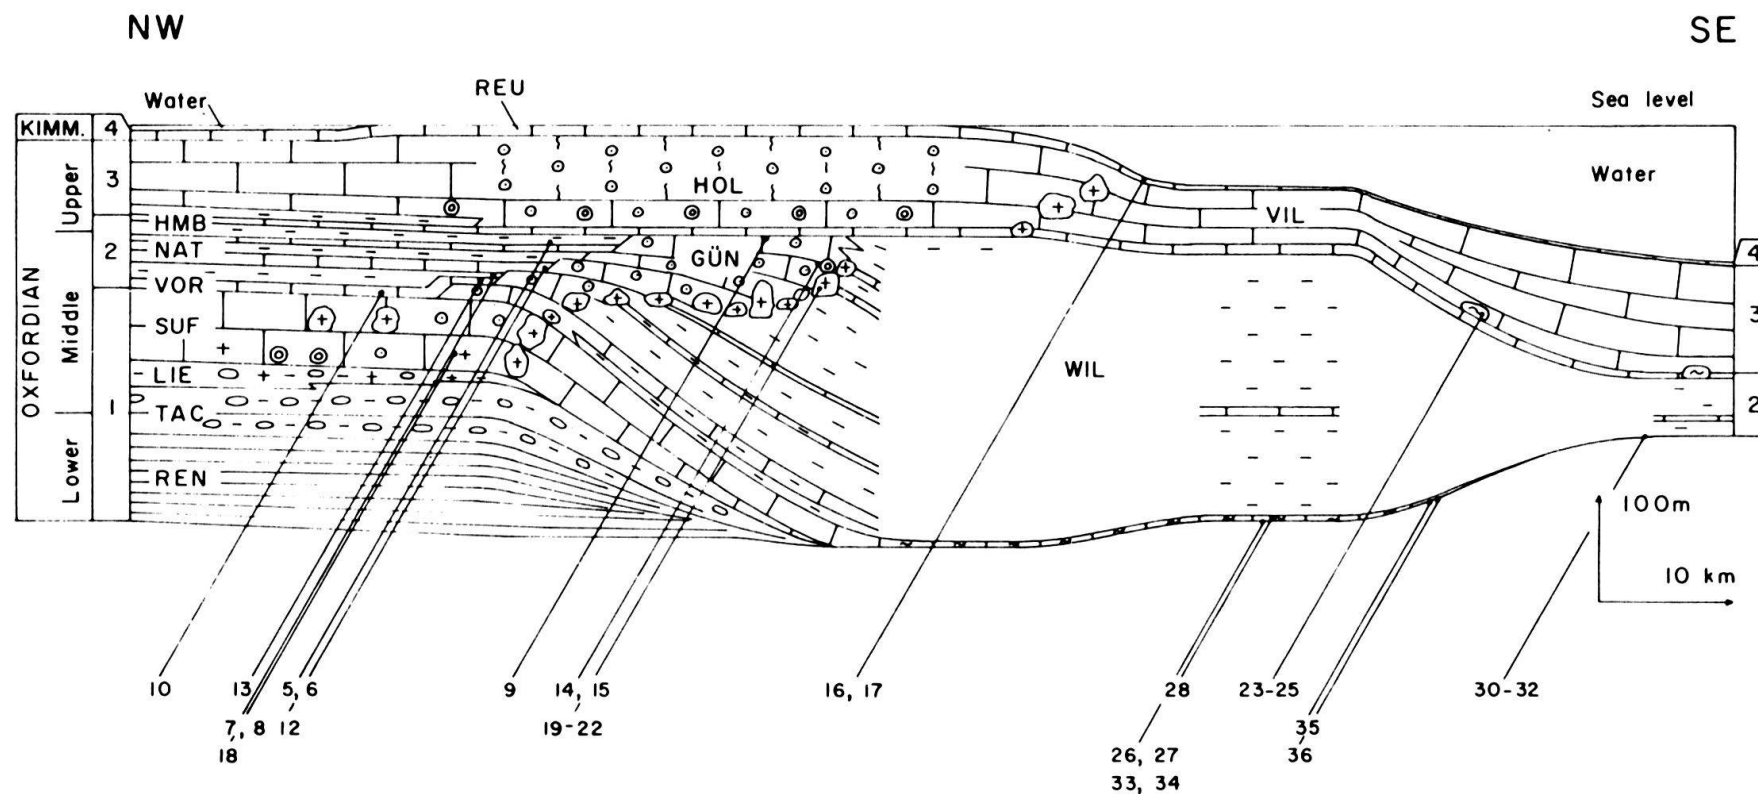 NW SE
Water REU Sea level
KIMM. 4
OXFORDIAN
Upper 3
Middle 2
Lower 1
HMB
NAT
VOR
SUF
LIE
TAC
REN
HOL
GÜN
WIL
VIL
Water
4
3
2
100m
10 km
10 13 5, 6 9 14, 15 16, 17 28 23-25 30-32
7, 8 12 19-22 35
18 26, 27 36
33, 34